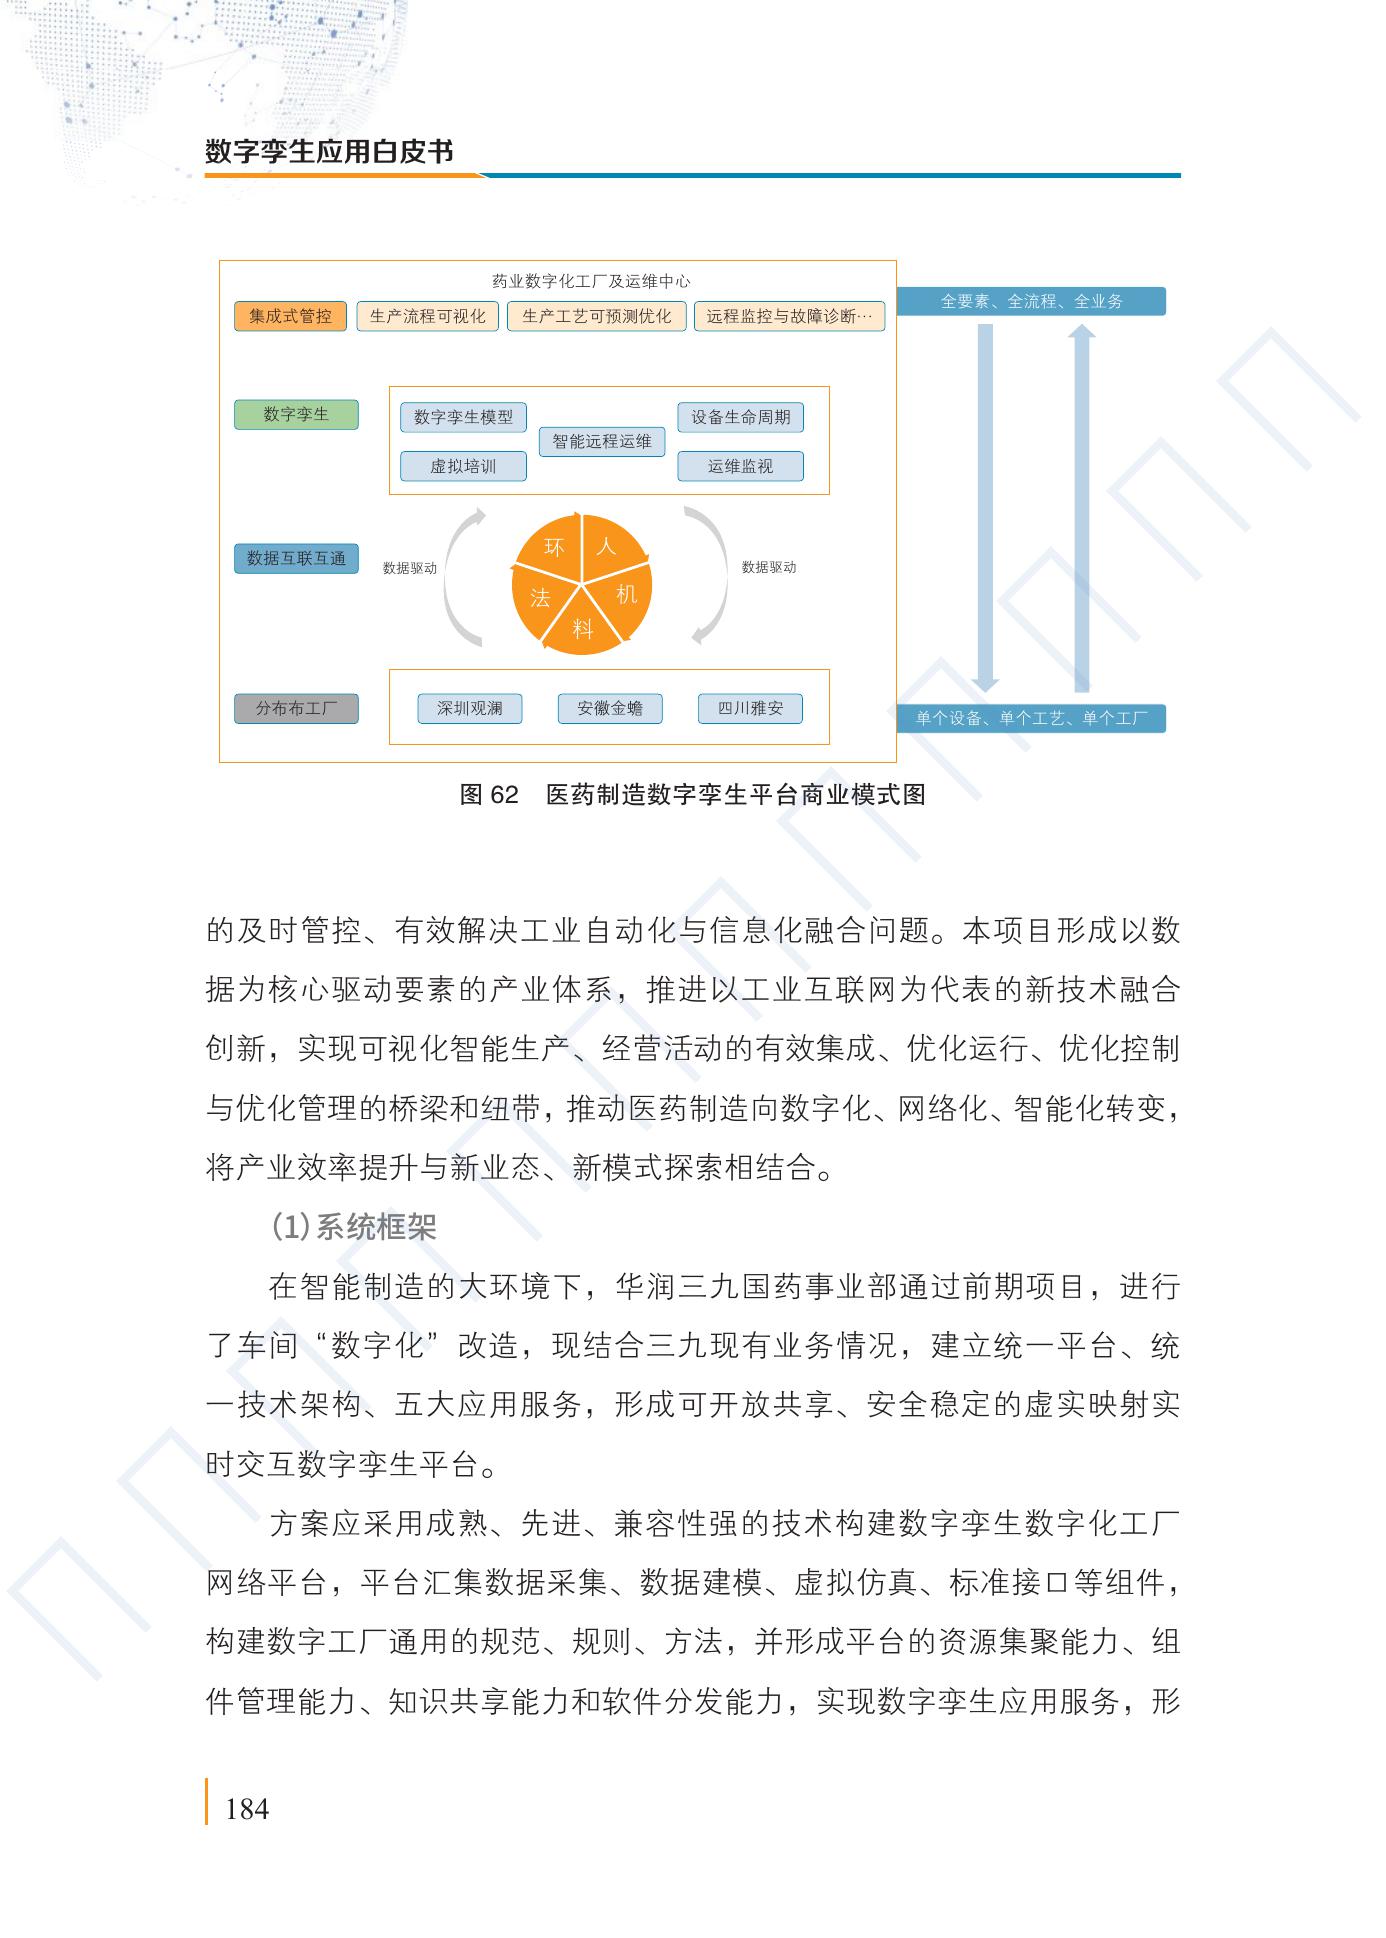 数字孪生应用白皮书
药业数字化工厂及运维中心
集成式管控 生产流程可视化 生产工艺可预测优化 远程监控与故障诊断…
全要素、全流程、全业务
数字孪生
数字孪生模型 设备生命周期
智能远程运维
虚拟培训 运维监视
环 人
数据互联互通 数据驱动 数据驱动
法 机
料
分布布工厂 深圳观澜 安徽金蟾 四川雅安
单个设备、单个工艺、单个工厂
图 62 医药制造数字孪生平台商业模式图
的及时管控、有效解决工业自动化与信息化融合问题。本项目形成以数
据为核心驱动要素的产业体系，推进以工业互联网为代表的新技术融合
创新，实现可视化智能生产、经营活动的有效集成、优化运行、优化控制
与优化管理的桥梁和纽带，推动医药制造向数字化、网络化、智能化转变，
将产业效率提升与新业态、新模式探索相结合。
(1)系统框架
在智能制造的大环境下，华润三九国药事业部通过前期项目，进行
了车间“数字化”改造，现结合三九现有业务情况，建立统一平台、统
一技术架构、五大应用服务，形成可开放共享、安全稳定的虚实映射实
时交互数字孪生平台。
方案应采用成熟、先进、兼容性强的技术构建数字孪生数字化工厂
网络平台，平台汇集数据采集、数据建模、虚拟仿真、标准接口等组件，
构建数字工厂通用的规范、规则、方法，并形成平台的资源集聚能力、组
件管理能力、知识共享能力和软件分发能力，实现数字孪生应用服务，形
184